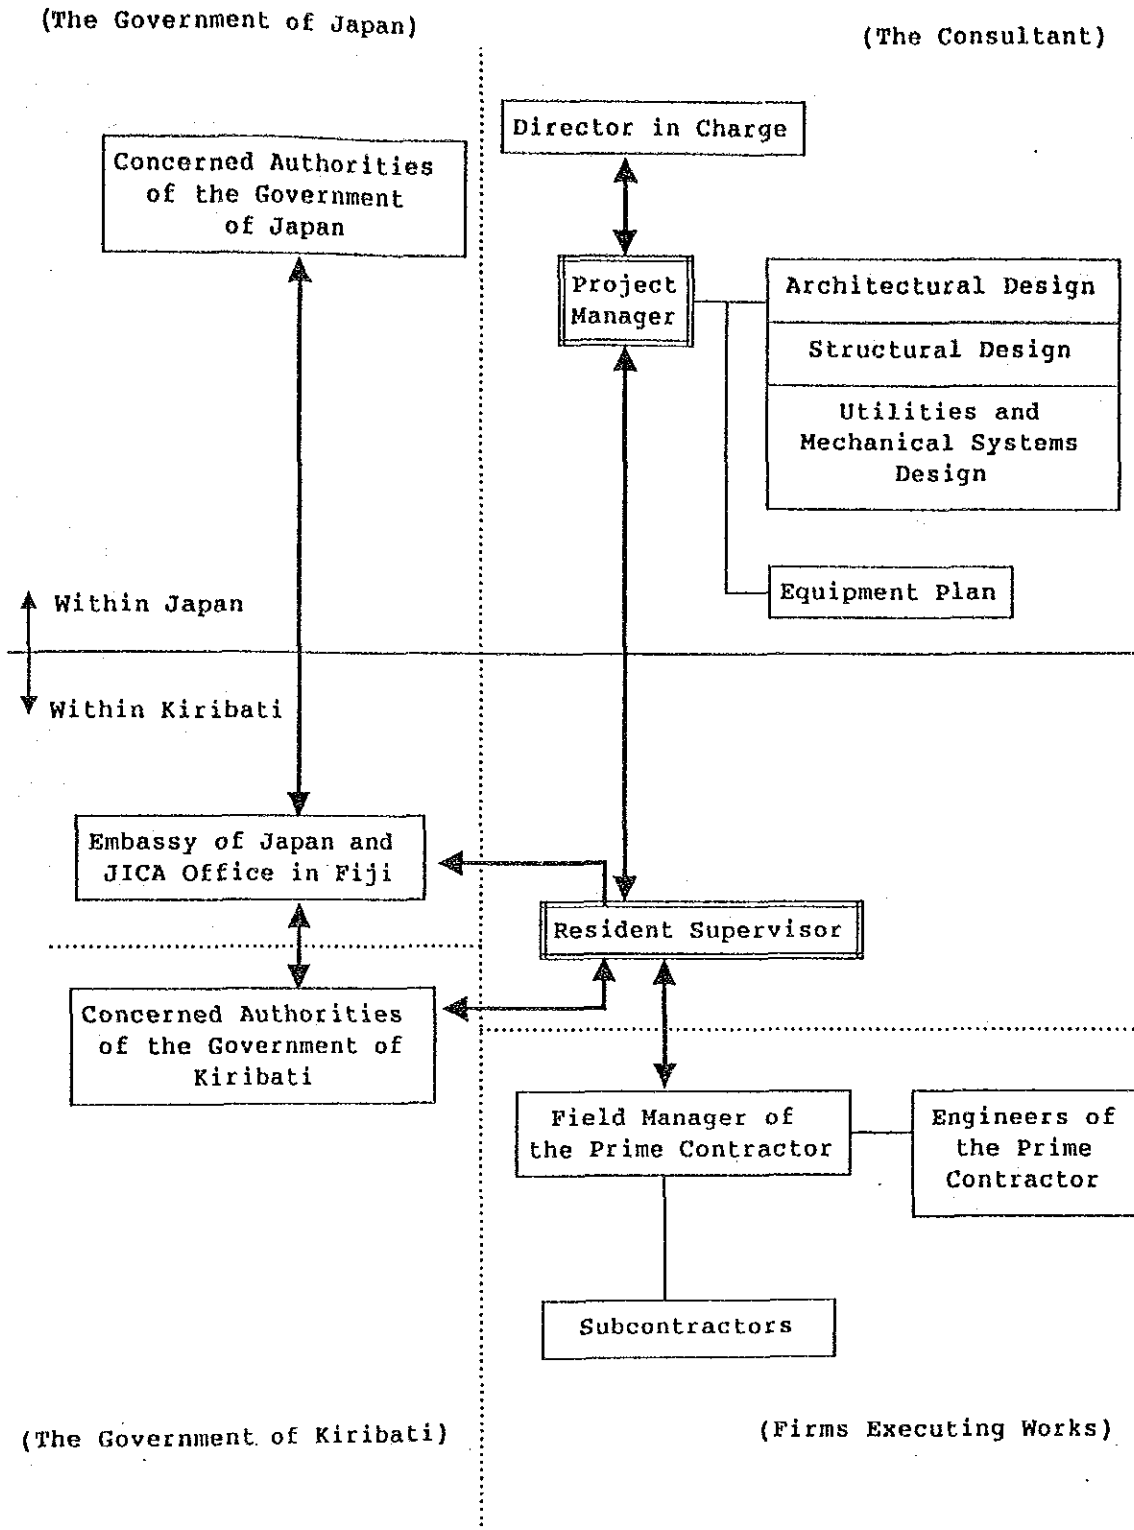 (The Government of Japan)
(The Consultant)
Director in Charge
Concerned Authorities
of the Government
of Japan
Project
Manager
Architectural Design
Structural Design
Utilities and
Mechanical Systems
Design
Equipment Plan
Within Japan
Within Kiribati
Embassy of Japan and
JICA Office in Fiji
Resident Supervisor
Concerned Authorities
of the Government of
Kiribati
Field Manager of
the Prime Contractor
Engineers of
the Prime
Contractor
Subcontractors
(The Government of Kiribati)
(Firms Executing Works)